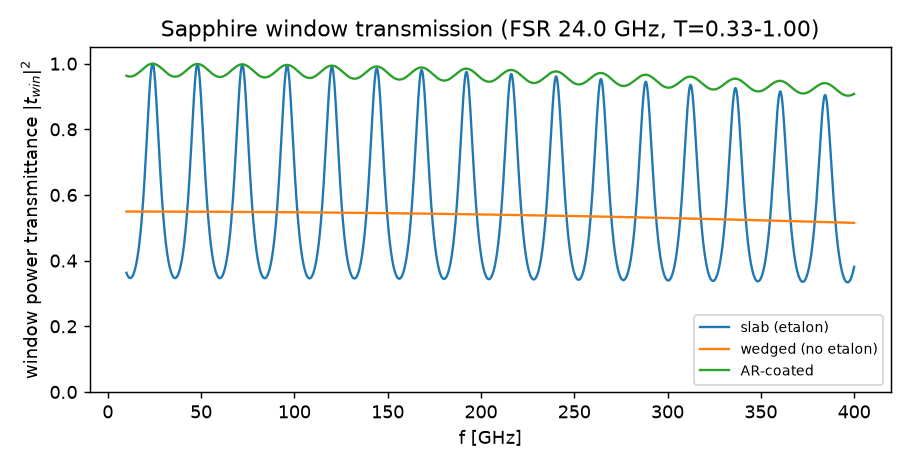 Sapphire window transmission (FSR 24.0 GHz, T=0.33-1.00)
window power transmittance |t_win|²
1.0
0.8
0.6
0.4
0.2
0.0
slab (etalon)
wedged (no etalon)
AR-coated
0 50 100 150 200 250 300 350 400
f [GHz]